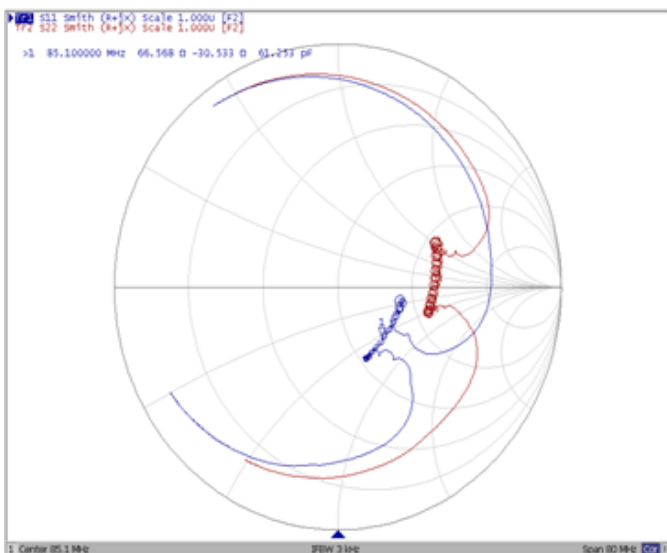 Tr1 S11 Smith (R+jX) Scale 1.000U [F2]
Tr2 S22 Smith (R+jX) Scale 1.000U [F2]
>1 85.100000 MHz 66.568 Ω -30.533 Ω 61.253 pF
1 Center 85.1 MHz IFBW 3 kHz Span 80 MHz Cor